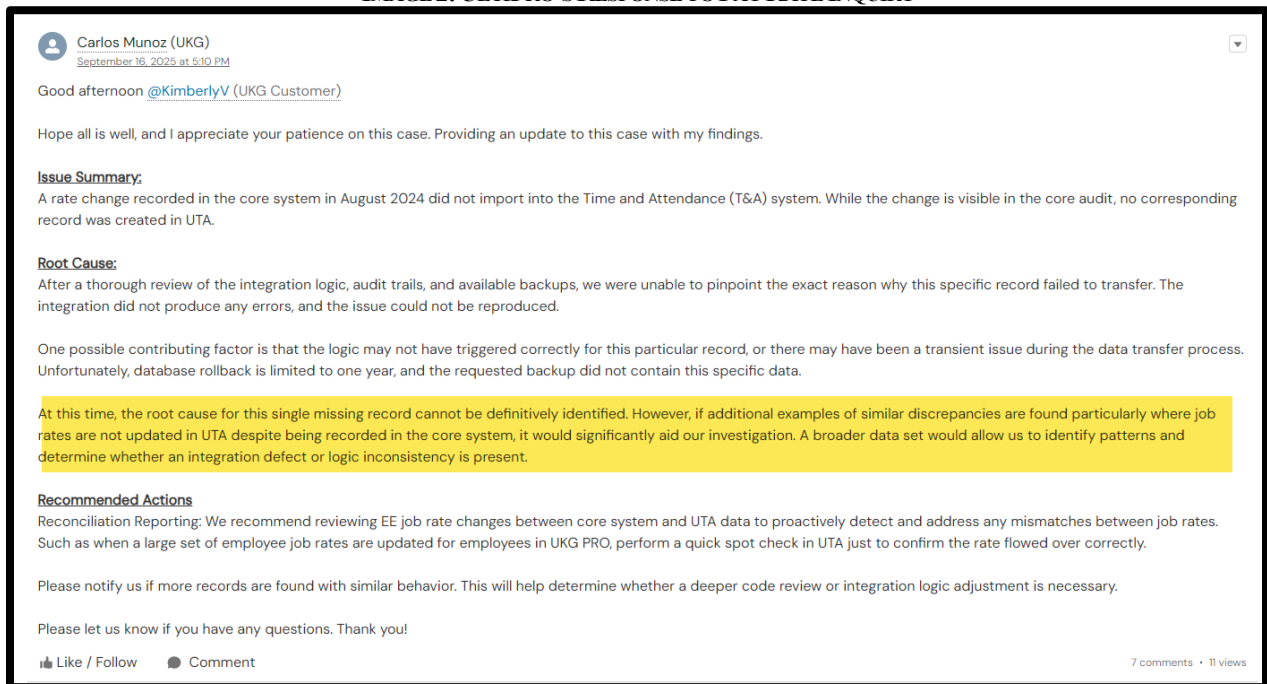 Carlos Munoz (UKG)
September 16, 2025 at 5:10 PM
Good afternoon @KimberlyV (UKG Customer)
Hope all is well, and I appreciate your patience on this case. Providing an update to this case with my findings.
Issue Summary:
A rate change recorded in the core system in August 2024 did not import into the Time and Attendance (T&A) system. While the change is visible in the core audit, no corresponding
record was created in UTA.
Root Cause:
After a thorough review of the integration logic, audit trails, and available backups, we were unable to pinpoint the exact reason why this specific record failed to transfer. The
integration did not produce any errors, and the issue could not be reproduced.
One possible contributing factor is that the logic may not have triggered correctly for this particular record, or there may have been a transient issue during the data transfer process.
Unfortunately, database rollback is limited to one year, and the requested backup did not contain this specific data.
At this time, the root cause for this single missing record cannot be definitively identified. However, if additional examples of similar discrepancies are found particularly where job
rates are not updated in UTA despite being recorded in the core system, it would significantly aid our investigation. A broader data set would allow us to identify patterns and
determine whether an integration defect or logic inconsistency is present.
Recommended Actions
Reconciliation Reporting: We recommend reviewing EE job rate changes between core system and UTA data to proactively detect and address any mismatches between job rates.
Such as when a large set of employee job rates are updated for employees in UKG PRO, perform a quick spot check in UTA just to confirm the rate flowed over correctly.
Please notify us if more records are found with similar behavior. This will help determine whether a deeper code review or integration logic adjustment is necessary.
Please let us know if you have any questions. Thank you!
Like / Follow Comment 7 comments • 11 views